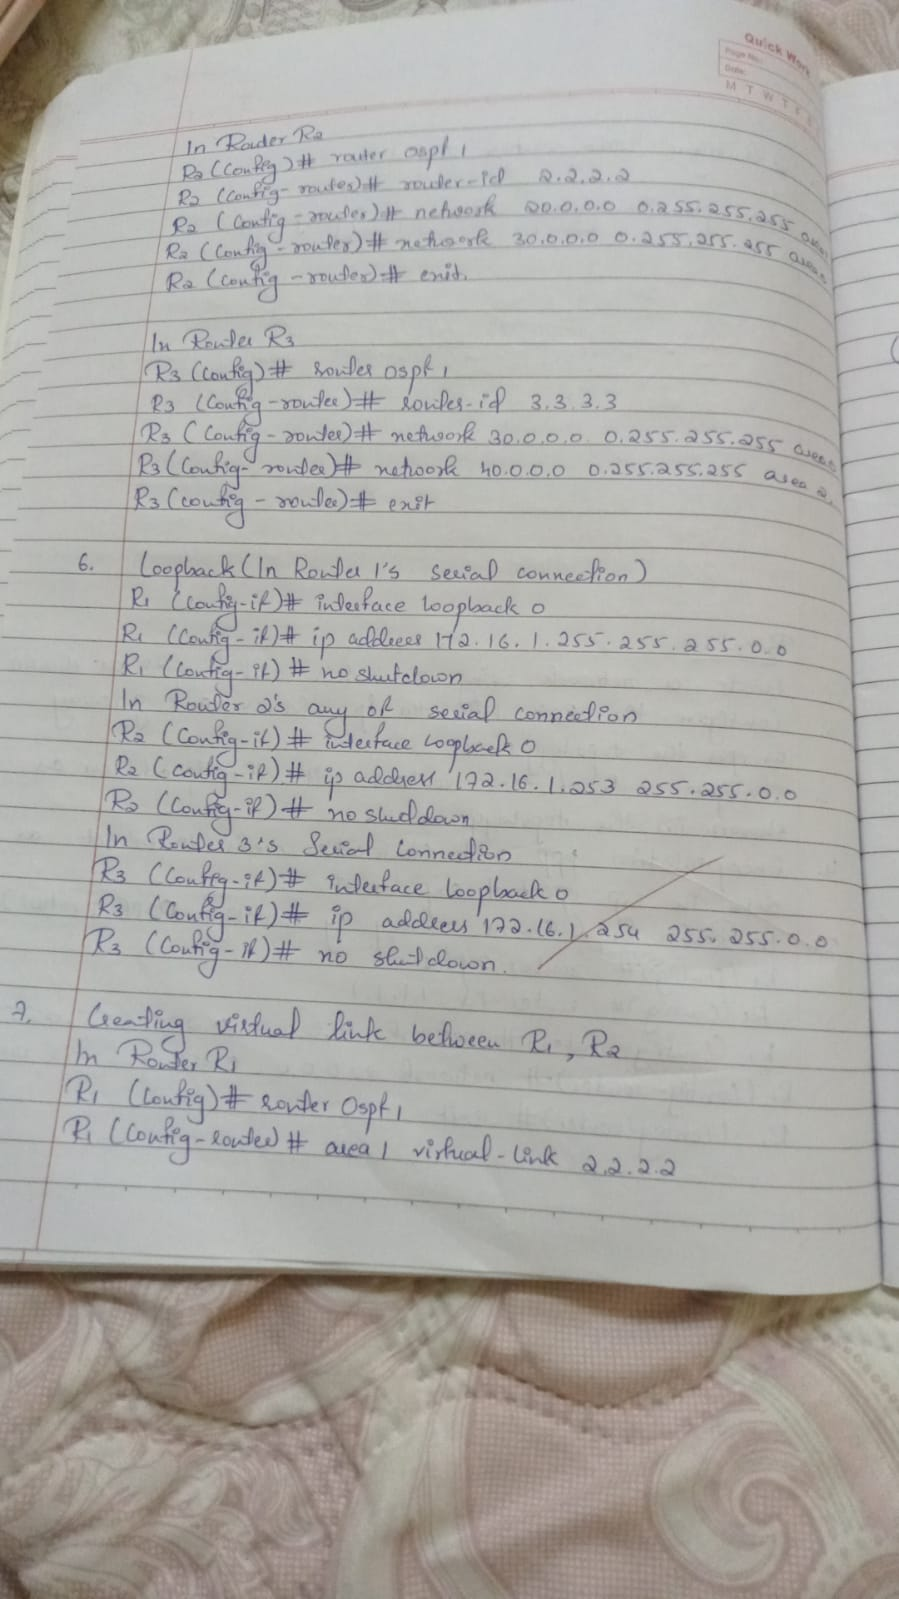 Quick Wor
Page No:
Date:
M T W T F
In Router R2
R2 (Config)# router ospf 1
R2 (Config-router)# router-id 2.2.2.2
R2 (Config-router)# network 20.0.0.0 0.255.255.255
R2 (Config-router)# network 30.0.0.0 0.255.255.255 area
R2 (Config-router)# exit.
In Router R3
R3 (Config)# router ospf 1
R3 (Config-router)# router-id 3.3.3.3
R3 (Config-router)# network 30.0.0.0 0.255.255.255 area
R3 (Config-router)# network 40.0.0.0 0.255.255.255 area 2.
R3 (config-router)# exit
6. Loopback (In Router 1's serial connection)
R1 (config-if)# interface loopback 0
R1 (Config-if)# ip address 172.16.1.255.255.255.0.0
R1 (Config-if)# no shutdown
In Router 2's any of serial connection
R2 (Config-if)# interface loopback 0
R2 (config-if)# ip address 172.16.1.253 255.255.0.0
R2 (Config-if)# no shutdown
In Router 3's Serial Connection
R3 (Config-if)# interface loopback 0
R3 (Config-if)# ip address 172.16.1.254 255.255.0.0
R3 (Config-if)# no shutdown.
7. Creating virtual link between R1, R2
In Router R1
R1 (Config)# router Ospf 1
R1 (Config-router)# area 1 virtual-link 2.2.2.2